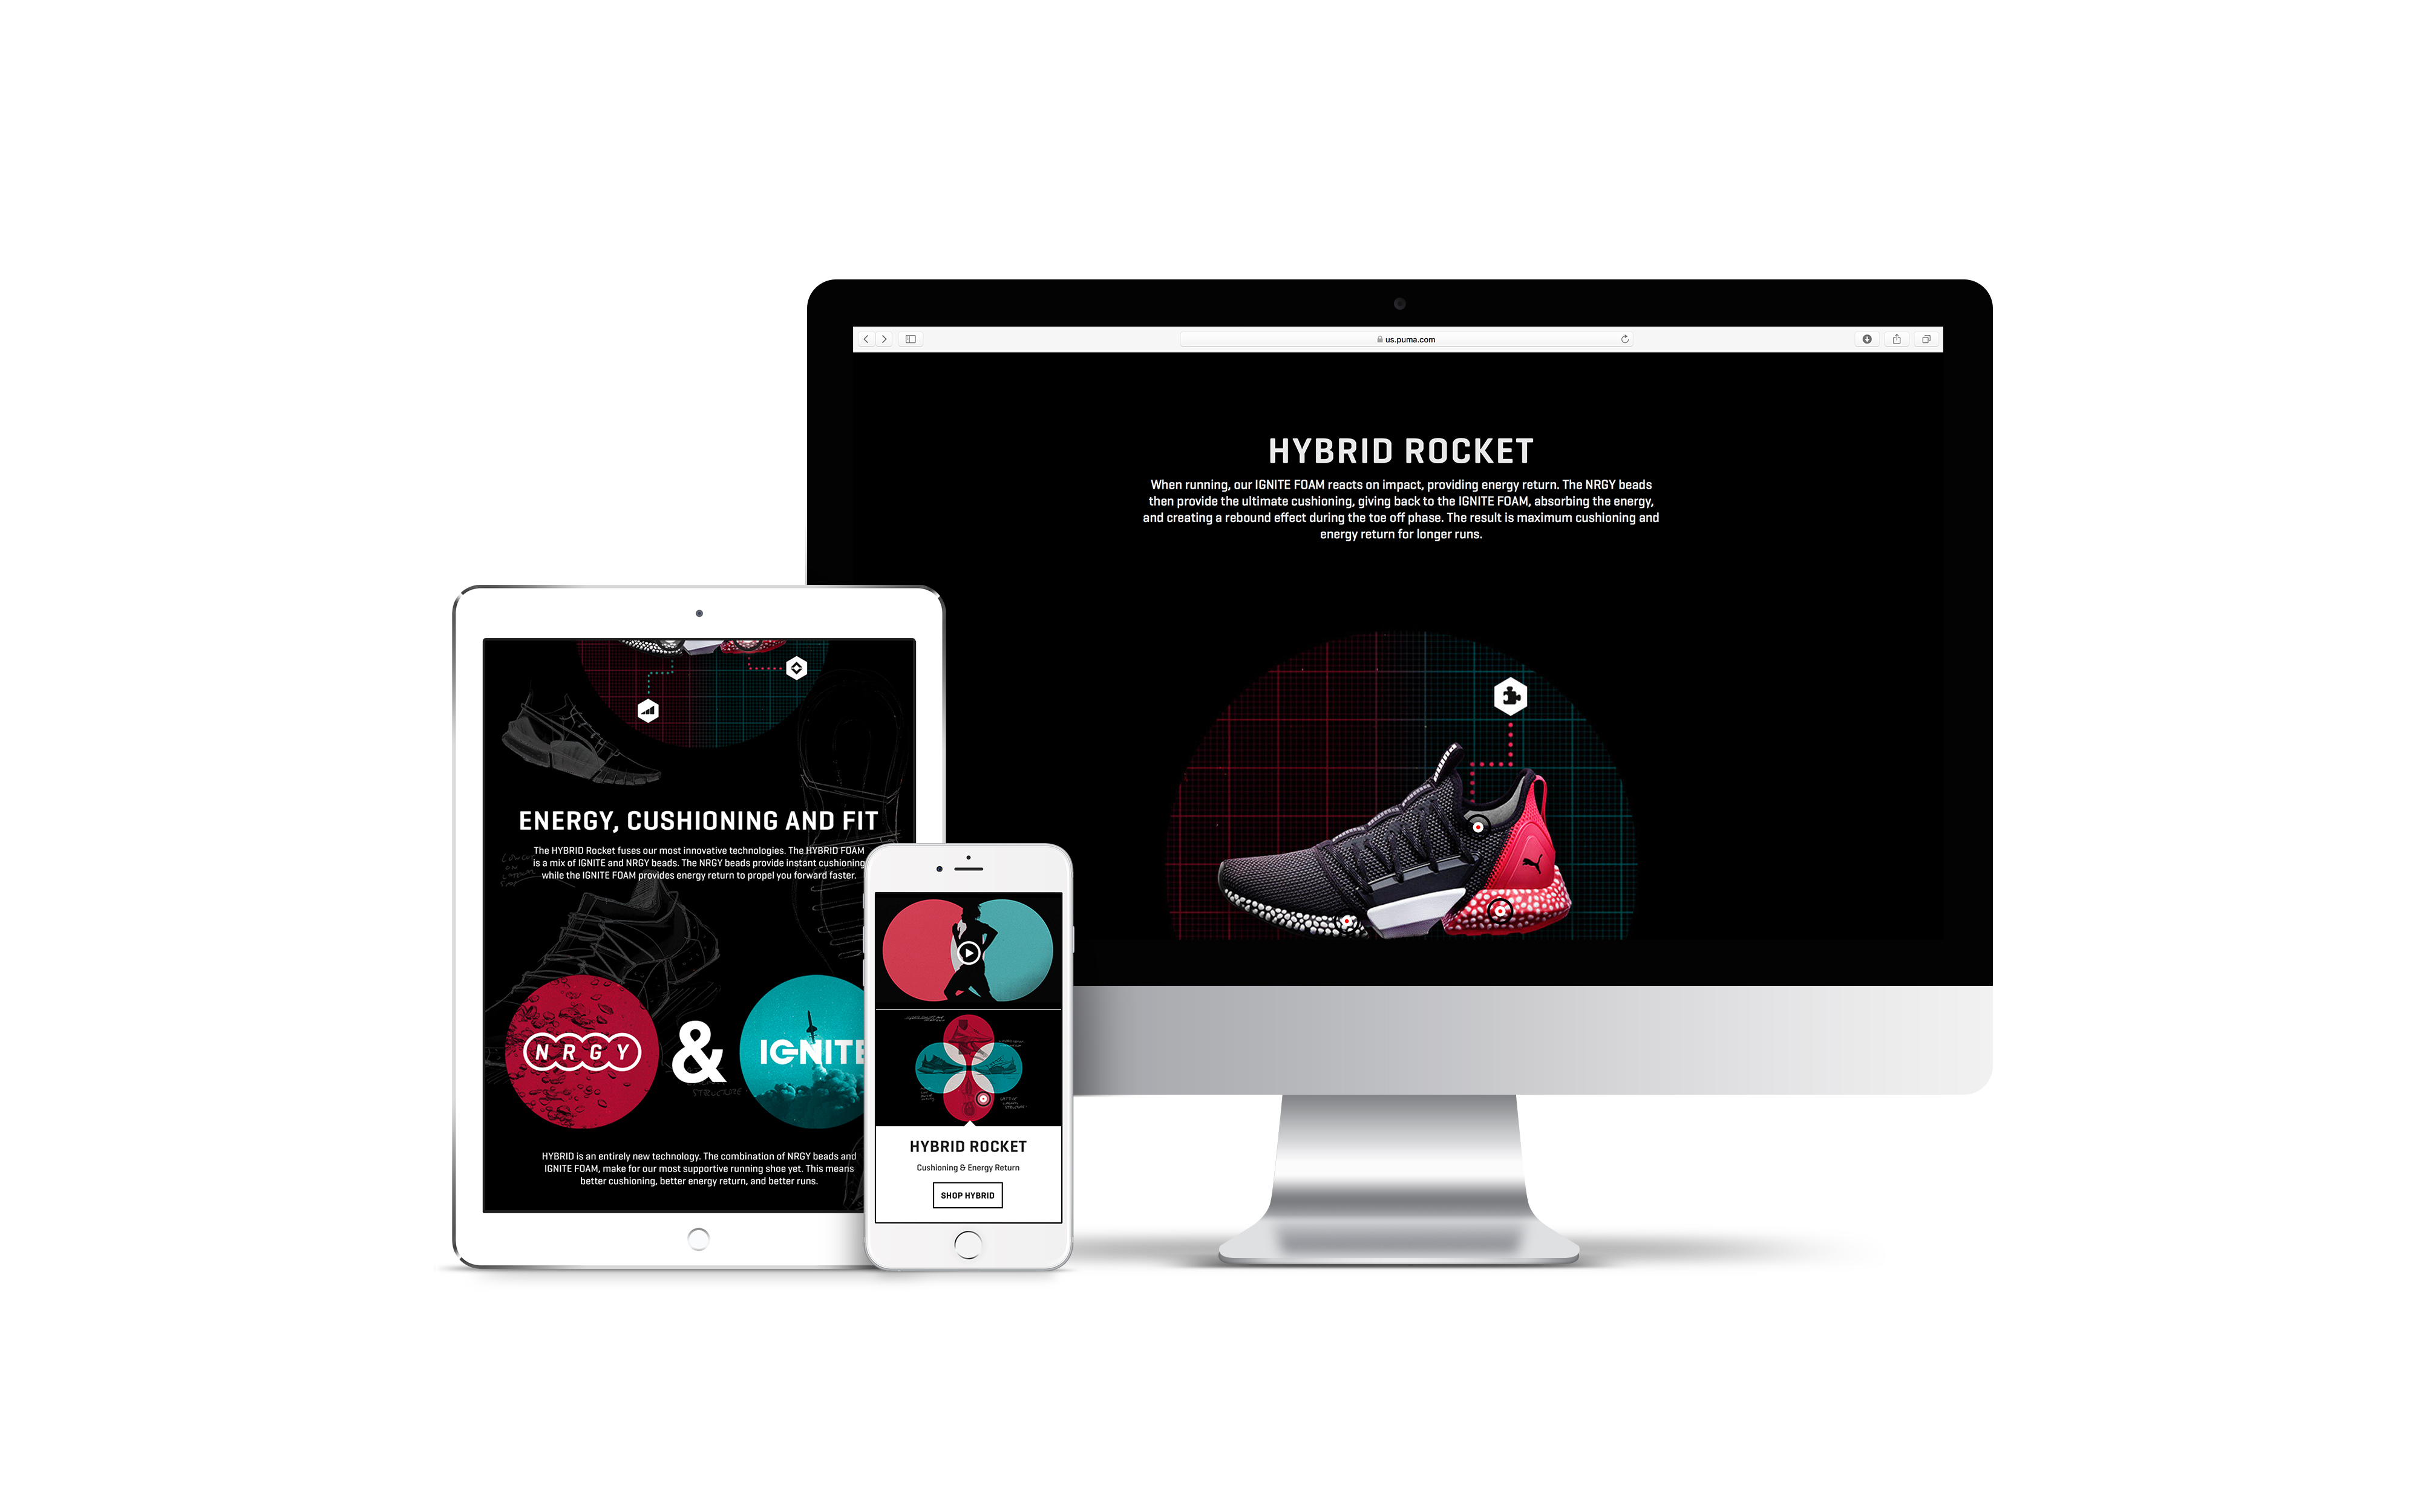 us.puma.com
HYBRID ROCKET
When running, our IGNITE FOAM reacts on impact, providing energy return. The NRGY beads
then provide the ultimate cushioning, giving back to the IGNITE FOAM, absorbing the energy,
and creating a rebound effect during the toe off phase. The result is maximum cushioning and
energy return for longer runs.
ENERGY, CUSHIONING AND FIT
The HYBRID Rocket fuses our most innovative technologies. The HYBRID FOAM
is a mix of IGNITE and NRGY beads. The NRGY beads provide instant cushioning
while the IGNITE FOAM provides energy return to propel you forward faster.
NRGY & IGNITE
STRUCTURE
HYBRID is an entirely new technology. The combination of NRGY beads and
IGNITE FOAM, make for our most supportive running shoe yet. This means
better cushioning, better energy return, and better runs.
HYBRID ROCKET
Cushioning & Energy Return
SHOP HYBRID